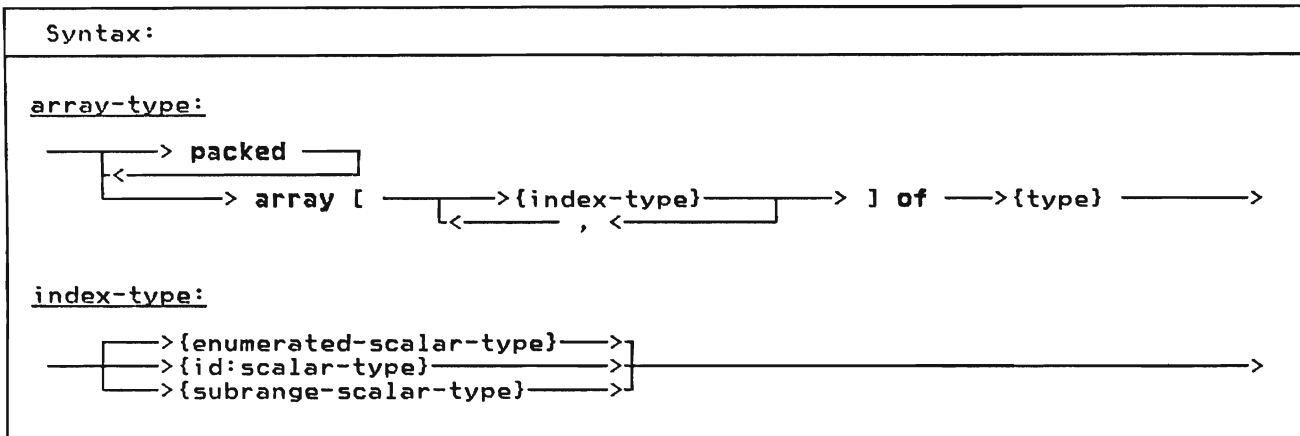 Syntax:
array-type:
packed
array [ {index-type} ] of {type}
,
index-type:
{enumerated-scalar-type}
{id:scalar-type}
{subrange-scalar-type}